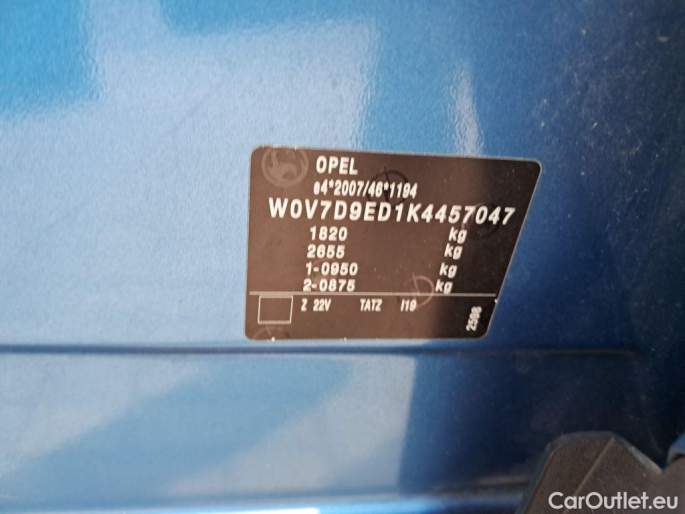 OPEL
e4*2007/46*1194
W0V7D9ED1K4457047
1820 kg
2655 kg
1-0950 kg
2-0875 kg
Z 22V TATZ I19
2598
CarOutlet.eu